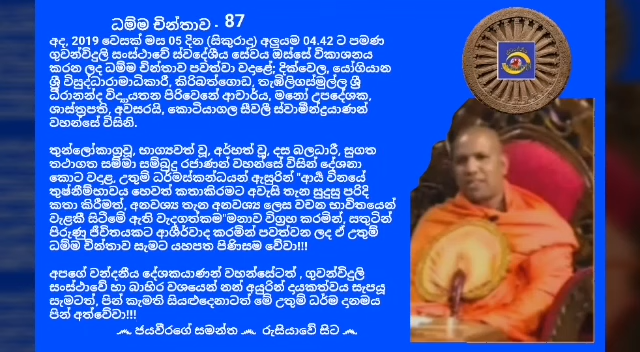 ධම්ම චින්තාව - 87
අද, 2019 වෙසක් මස 05 දින (සිකුරාදා) අලුයම 04.42 ට පමණ
ගුවන්විදුලි සංස්ථාවේ ස්වදේශීය සේවය ඔස්සේ විකාශනය
කරන ලද ධම්ම චින්තාව පවත්වා වදාළේ; දික්වෙල, යෝගියාන
ශ්‍රී විසුද්ධාරාමාධිකාරී, කිරිබත්ගොඩ, තැඹිලිගස්මුල්ල ශ්‍රී
ධීරානන්ද විද්‍යායතන පිරිවෙනේ ආචාර්ය, මනෝ උපදේශක,
ශාස්ත්‍රපති, අවසරයි, කොටියාගල සීවලී ස්වාමීන්ද්‍රයාණන්
වහන්සේ විසිනි.
තුන්ලෝකාග්‍රවූ, භාග්‍යවත් වූ, අර්හත් වූ, දස බලධාරී, සුගත
තථාගත සම්මා සම්බුදු රජාණන් වහන්සේ විසින් දේශනා
කොට වදාළ, උතුම් ධර්මස්කන්ධයන් ඇසුරින් "ආර්‍ය විනයේ
තුෂ්නීම්භාවය හෙවත් කතාකිරමට අවැසි තැන සුදුසු පරිදි
කතා කිරීමත්, අනවශ්‍ය තැන අනවශ්‍ය ලෙස වචන භාවිතයෙන්
වැළකී සිටීමේ ඇති වැදගත්කම"මනාව විග්‍රහ කරමින්, සතුටින්
පිරුණු ජීවිතයකට ආශීර්වාද කරමින් පවත්වන ලද ඒ උතුම්
ධම්ම චින්තාව සැමට යහපත පිණිසම වේවා!!!
අපගේ වන්දනීය දේශකයාණන් වහන්සේටත් , ගුවන්විදුලි
සංස්ථාවේ හා බාහිර වශයෙන් නන් අයුරින් දයකත්වය සැපයූ
සැමටත්, පින් කැමති සියළුදෙනාටත් මේ උතුම් ධර්ම දානමය
පින් අත්වේවා!!!
ජයවීරගේ සමන්ත රුසියාවේ සිට